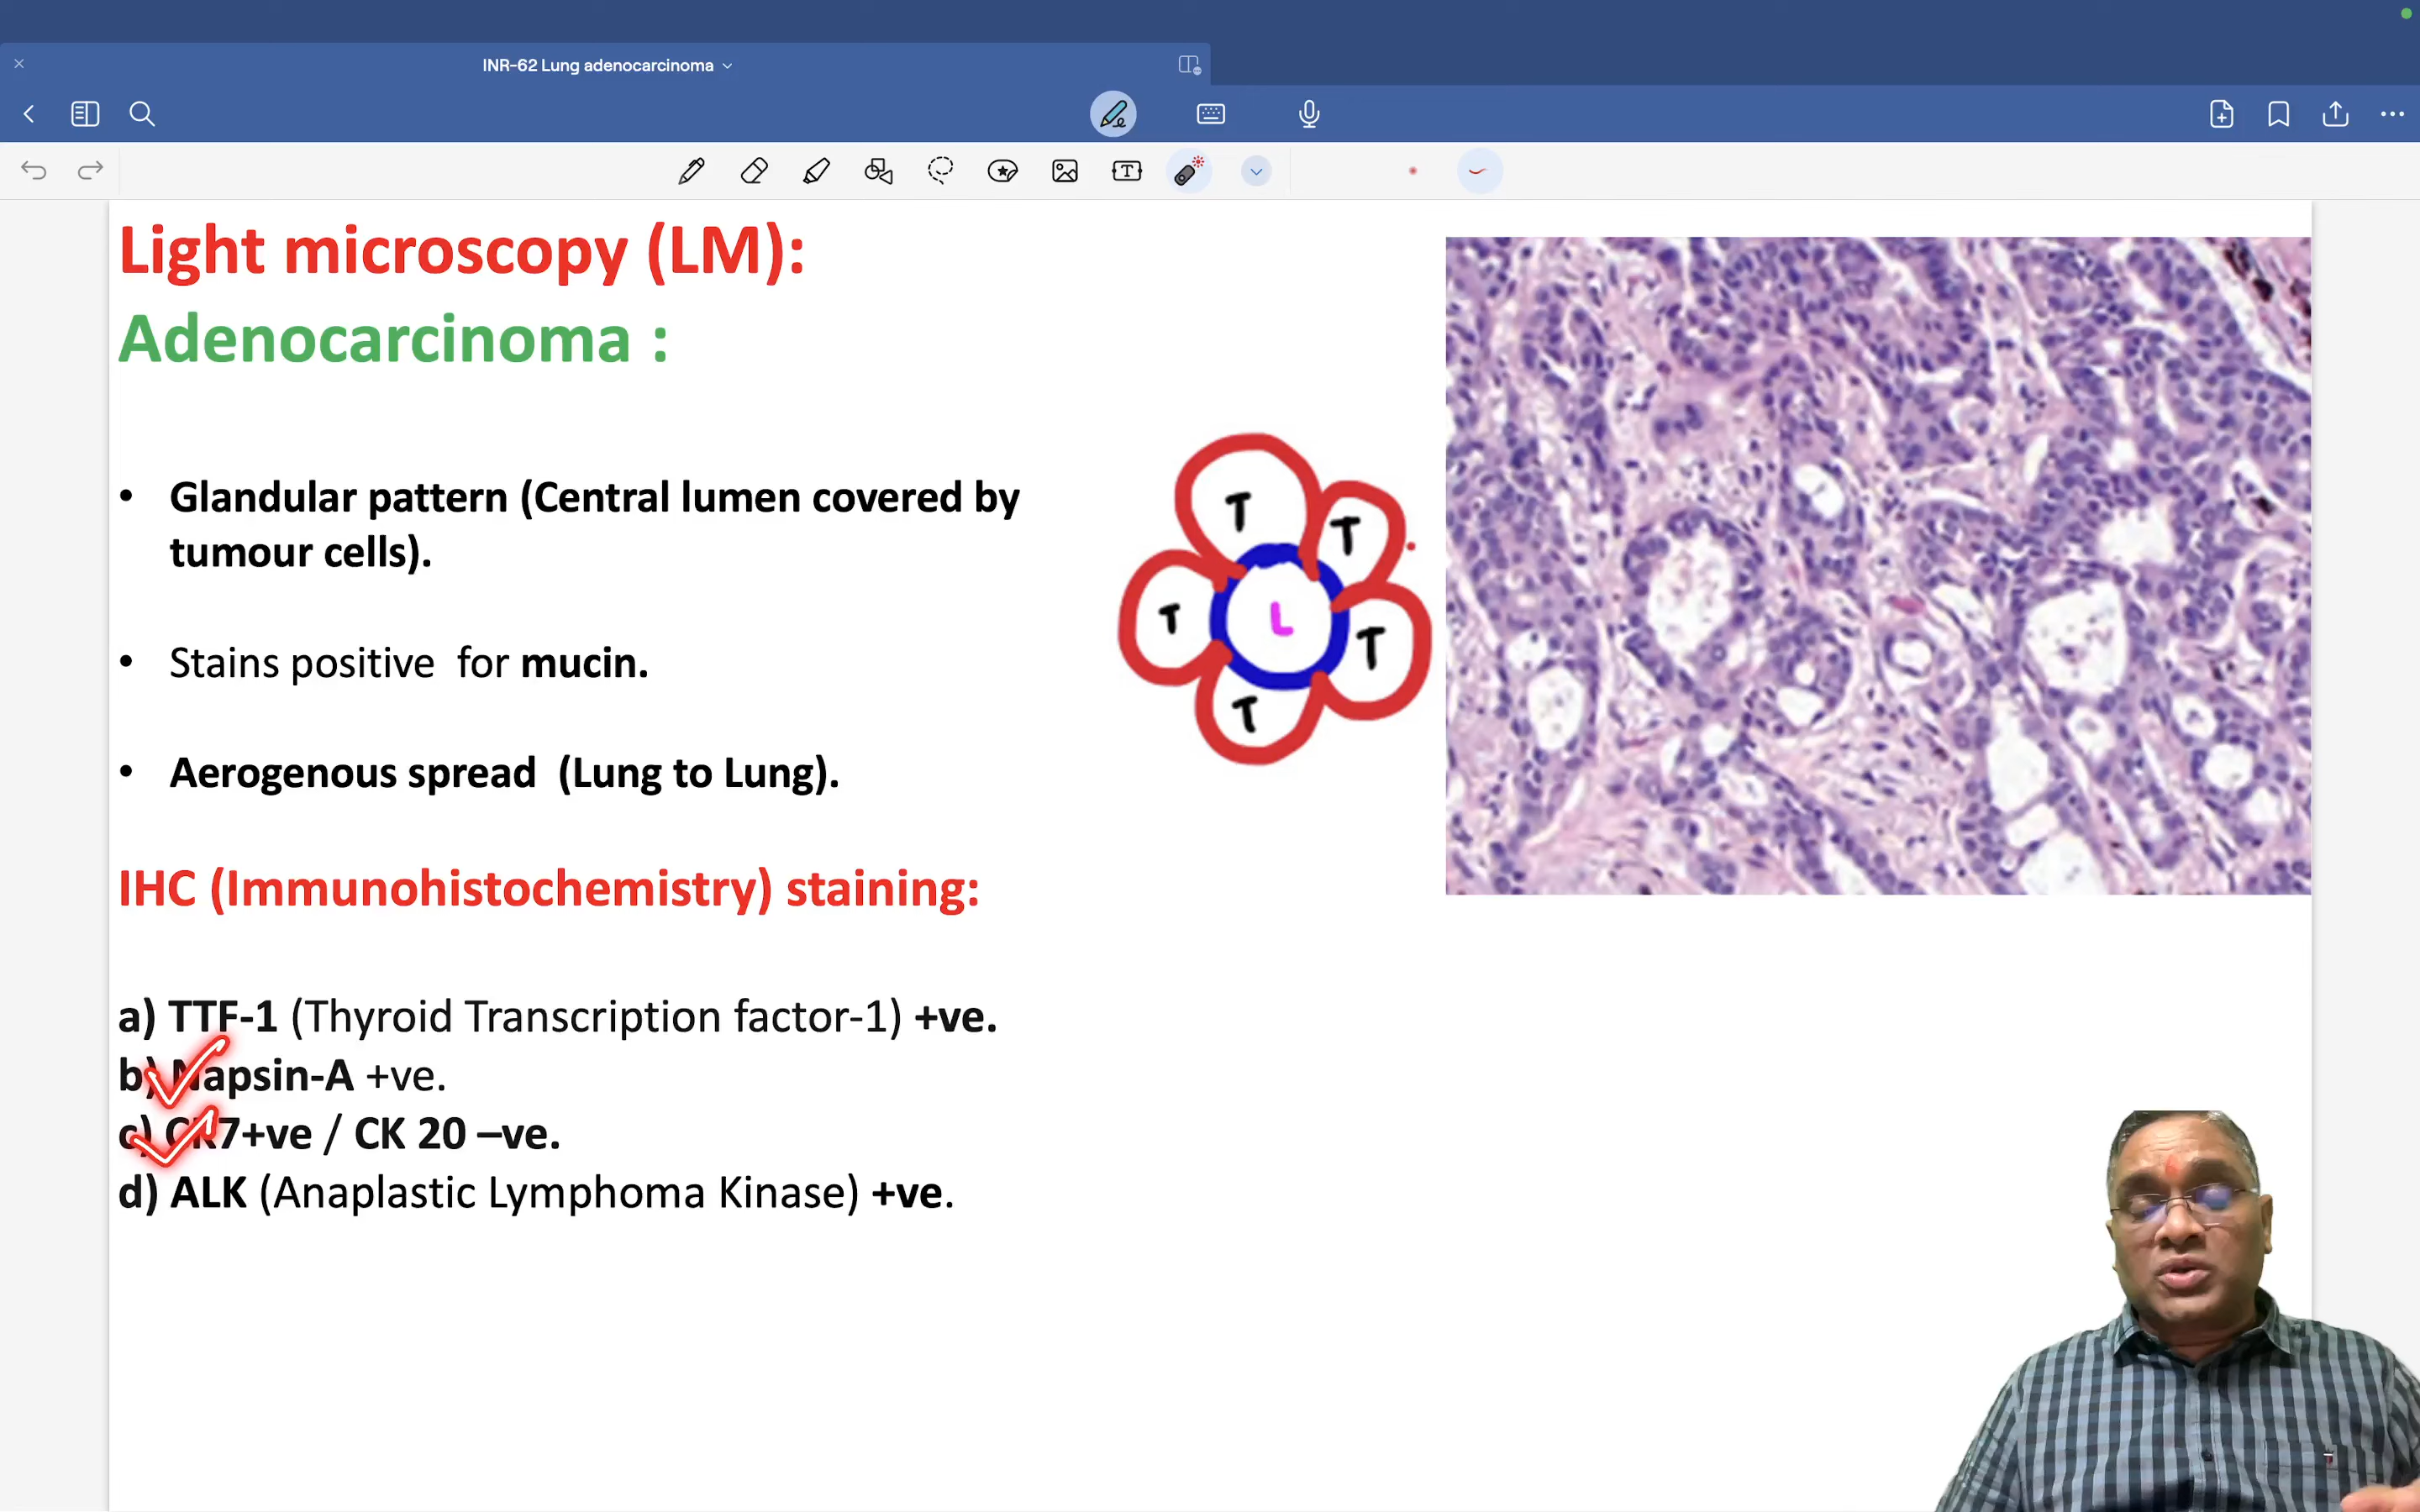 INR-62 Lung adenocarcinoma
Light microscopy (LM):
Adenocarcinoma :
• Glandular pattern (Central lumen covered by
tumour cells).
• Stains positive for mucin.
• Aerogenous spread (Lung to Lung).
T
T
T
L
T
T
IHC (Immunohistochemistry) staining:
a) TTF-1 (Thyroid Transcription factor-1) +ve.
b) Napsin-A +ve.
c) CK7+ve / CK 20 –ve.
d) ALK (Anaplastic Lymphoma Kinase) +ve.